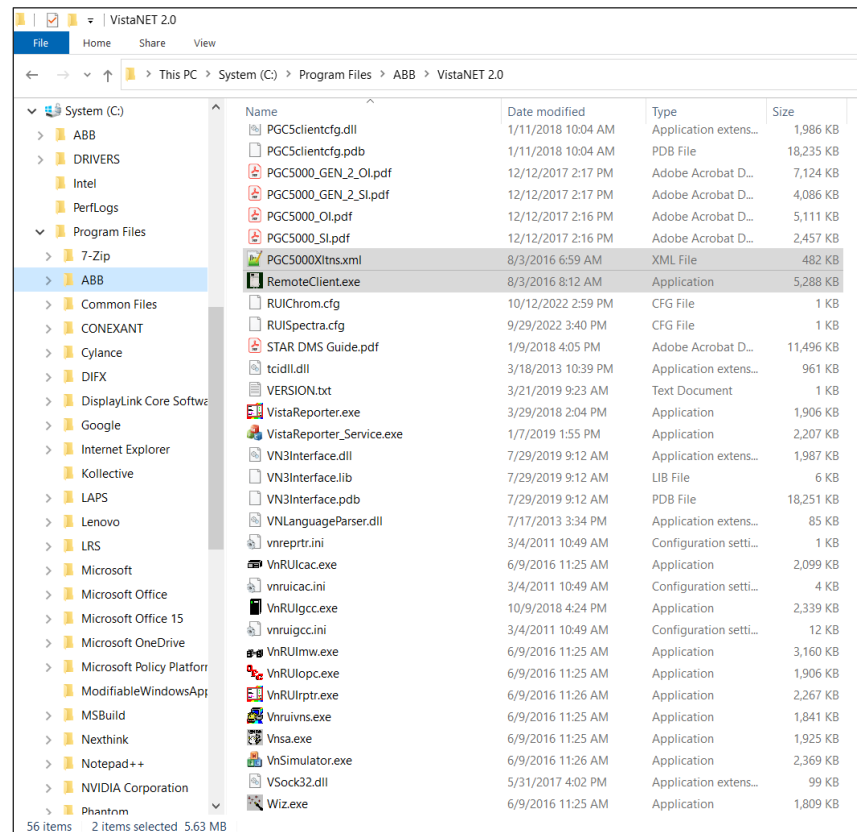 VistaNET 2.0
File Home Share View
This PC > System (C:) > Program Files > ABB > VistaNET 2.0
System (C:)
ABB
DRIVERS
Intel
PerfLogs
Program Files
7-Zip
ABB
Common Files
CONEXANT
Cylance
DIFX
DisplayLink Core Softwa
Google
Internet Explorer
Kollective
LAPS
Lenovo
LRS
Microsoft
Microsoft Office
Microsoft Office 15
Microsoft OneDrive
Microsoft Policy Platforr
ModifiableWindowsApp
MSBuild
Nexthink
Notepad++
NVIDIA Corporation
Phantom
Name Date modified Type Size
PGC5clientcfg.dll 1/11/2018 10:04 AM Application extens... 1,986 KB
PGC5clientcfg.pdb 1/11/2018 10:04 AM PDB File 18,235 KB
PGC5000_GEN_2_OI.pdf 12/12/2017 2:17 PM Adobe Acrobat D... 7,124 KB
PGC5000_GEN_2_SI.pdf 12/12/2017 2:17 PM Adobe Acrobat D... 4,086 KB
PGC5000_OI.pdf 12/12/2017 2:16 PM Adobe Acrobat D... 5,111 KB
PGC5000_SI.pdf 12/12/2017 2:16 PM Adobe Acrobat D... 2,457 KB
PGC5000Xltns.xml 8/3/2016 6:59 AM XML File 482 KB
RemoteClient.exe 8/3/2016 8:12 AM Application 5,288 KB
RUIChrom.cfg 10/12/2022 2:59 PM CFG File 1 KB
RUISpectra.cfg 9/29/2022 3:40 PM CFG File 1 KB
STAR DMS Guide.pdf 1/9/2018 4:05 PM Adobe Acrobat D... 11,496 KB
tcidll.dll 3/18/2013 10:39 PM Application extens... 961 KB
VERSION.txt 3/21/2019 9:23 AM Text Document 1 KB
VistaReporter.exe 3/29/2018 2:04 PM Application 1,906 KB
VistaReporter_Service.exe 1/7/2019 1:55 PM Application 2,207 KB
VN3Interface.dll 7/29/2019 9:12 AM Application extens... 1,987 KB
VN3Interface.lib 7/29/2019 9:12 AM LIB File 6 KB
VN3Interface.pdb 7/29/2019 9:12 AM PDB File 18,251 KB
VNLanguageParser.dll 7/17/2013 3:34 PM Application extens... 85 KB
vnreprtr.ini 3/4/2011 10:49 AM Configuration setti... 1 KB
VnRUIcac.exe 6/9/2016 11:25 AM Application 2,099 KB
vnruicac.ini 3/4/2011 10:49 AM Configuration setti... 4 KB
VnRUIgcc.exe 10/9/2018 4:24 PM Application 2,339 KB
vnruigcc.ini 3/4/2011 10:49 AM Configuration setti... 12 KB
VnRUImw.exe 6/9/2016 11:25 AM Application 3,160 KB
VnRUIopc.exe 6/9/2016 11:25 AM Application 1,906 KB
VnRUIrptr.exe 6/9/2016 11:26 AM Application 2,267 KB
Vnruivns.exe 6/9/2016 11:25 AM Application 1,841 KB
Vnsa.exe 6/9/2016 11:25 AM Application 1,925 KB
VnSimulator.exe 6/9/2016 11:26 AM Application 2,369 KB
VSock32.dll 5/31/2017 4:02 PM Application extens... 99 KB
Wiz.exe 6/9/2016 11:25 AM Application 1,809 KB
56 items 2 items selected 5.63 MB